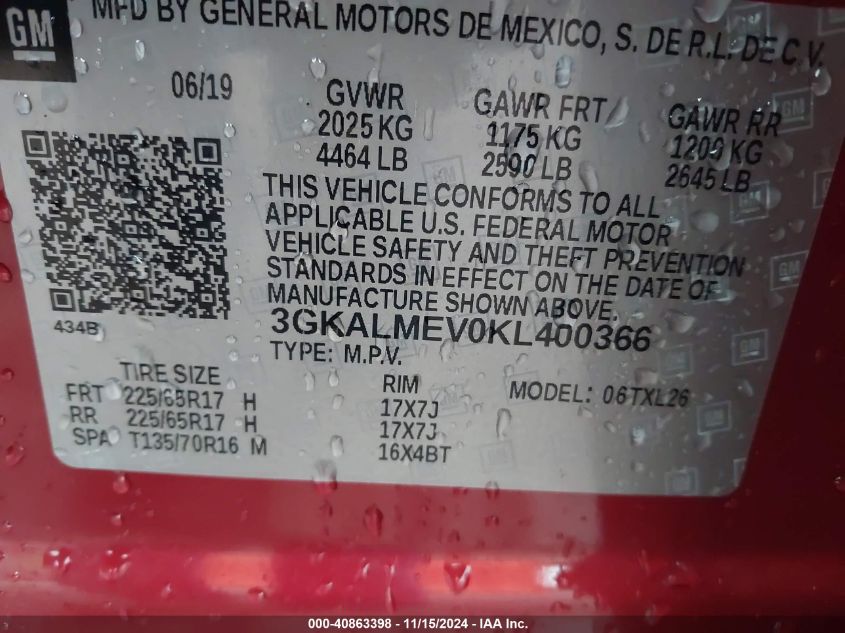 GM
MFD BY GENERAL MOTORS DE MEXICO, S. DE R.L. DE C.V.
06/19
GVWR
2025 KG
4464 LB
GAWR FRT
1175 KG
2590 LB
GAWR RR
1200 KG
2645 LB
THIS VEHICLE CONFORMS TO ALL
APPLICABLE U.S. FEDERAL MOTOR
VEHICLE SAFETY AND THEFT PREVENTION
STANDARDS IN EFFECT ON THE DATE OF
MANUFACTURE SHOWN ABOVE.
434B
3GKALMEV0KL400366
TYPE: M.P.V.
TIRE SIZE
RIM
MODEL: 06TXL26
FRT 225/65R17 H 17X7J
RR 225/65R17 H 17X7J
SPA T135/70R16 M 16X4BT
000-40863398 - 11/15/2024 - IAA Inc.